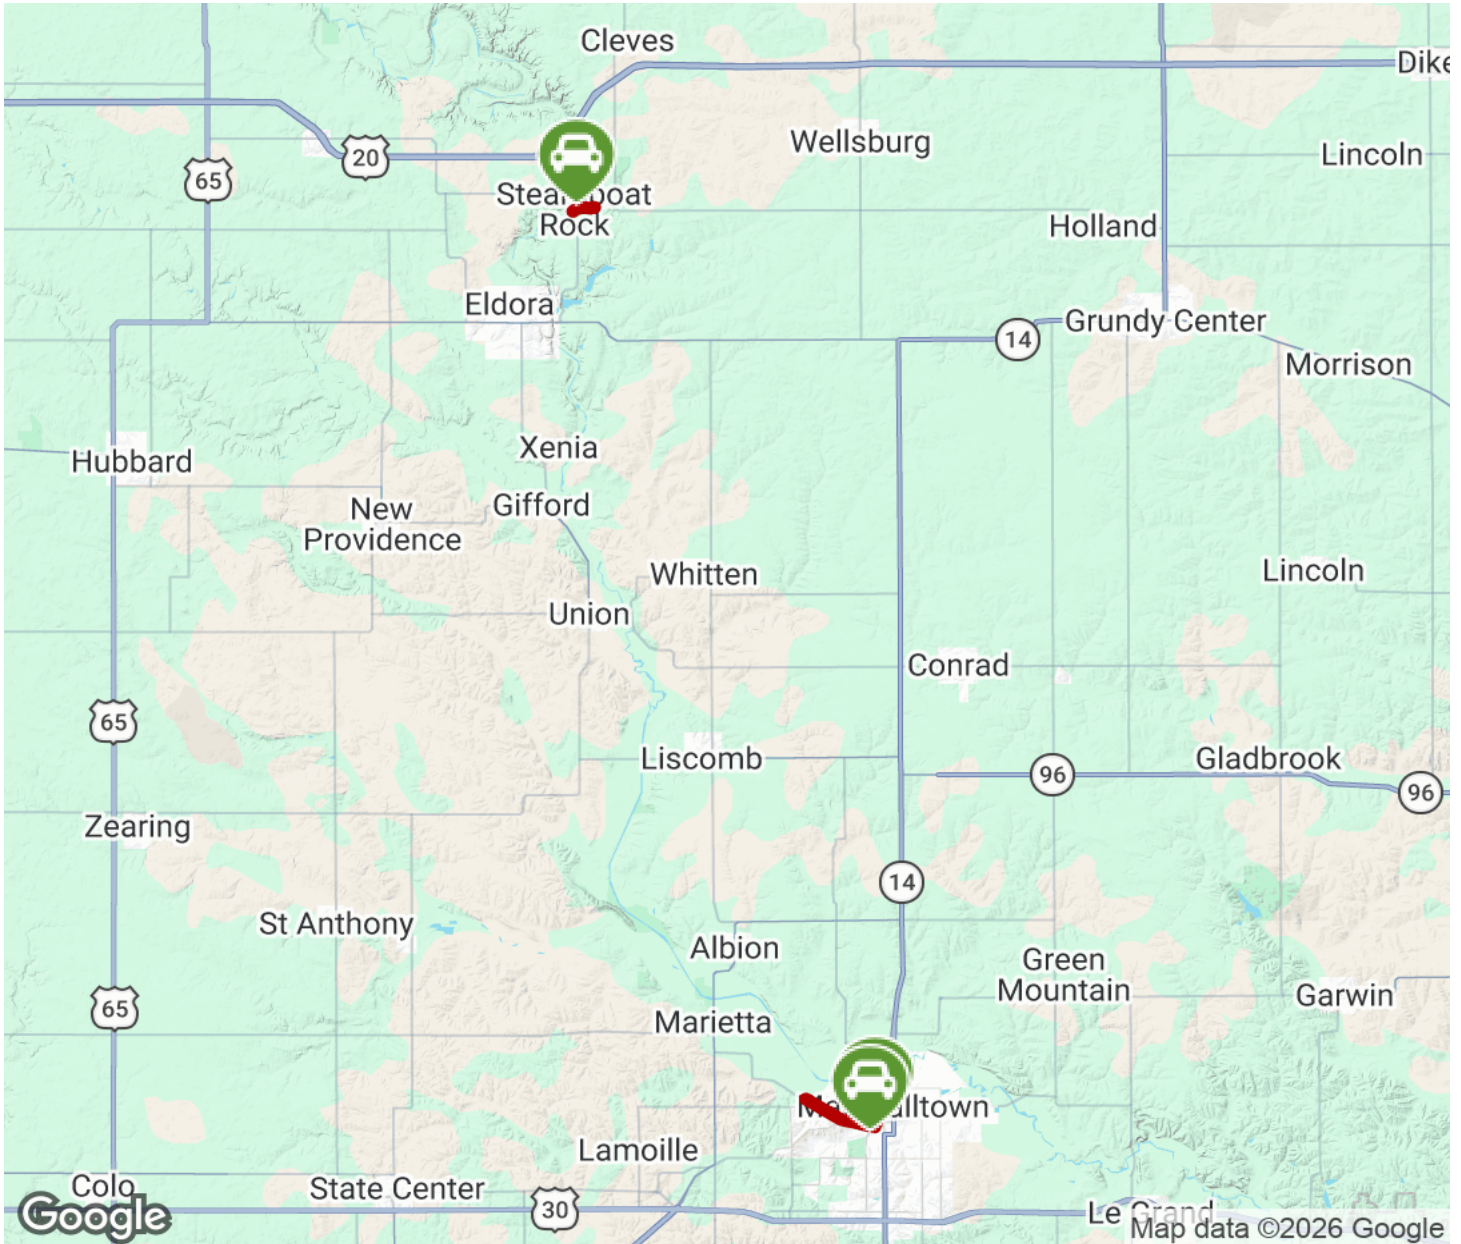 Cleves
Dike
Wellsburg
20
Lincoln
65
Steamboat
Rock
Holland
Eldora
Grundy Center
14
Morrison
Xenia
Hubbard
Gifford
New
Providence
Whitten
Lincoln
Union
Conrad
65
Liscomb
Gladbrook
96
96
Zearing
14
St Anthony
Albion
Green
Mountain
Garwin
65
Marietta
Marshalltown
Lamoille
Colo
State Center
30
Le Grand
Google
Map data ©2026 Google